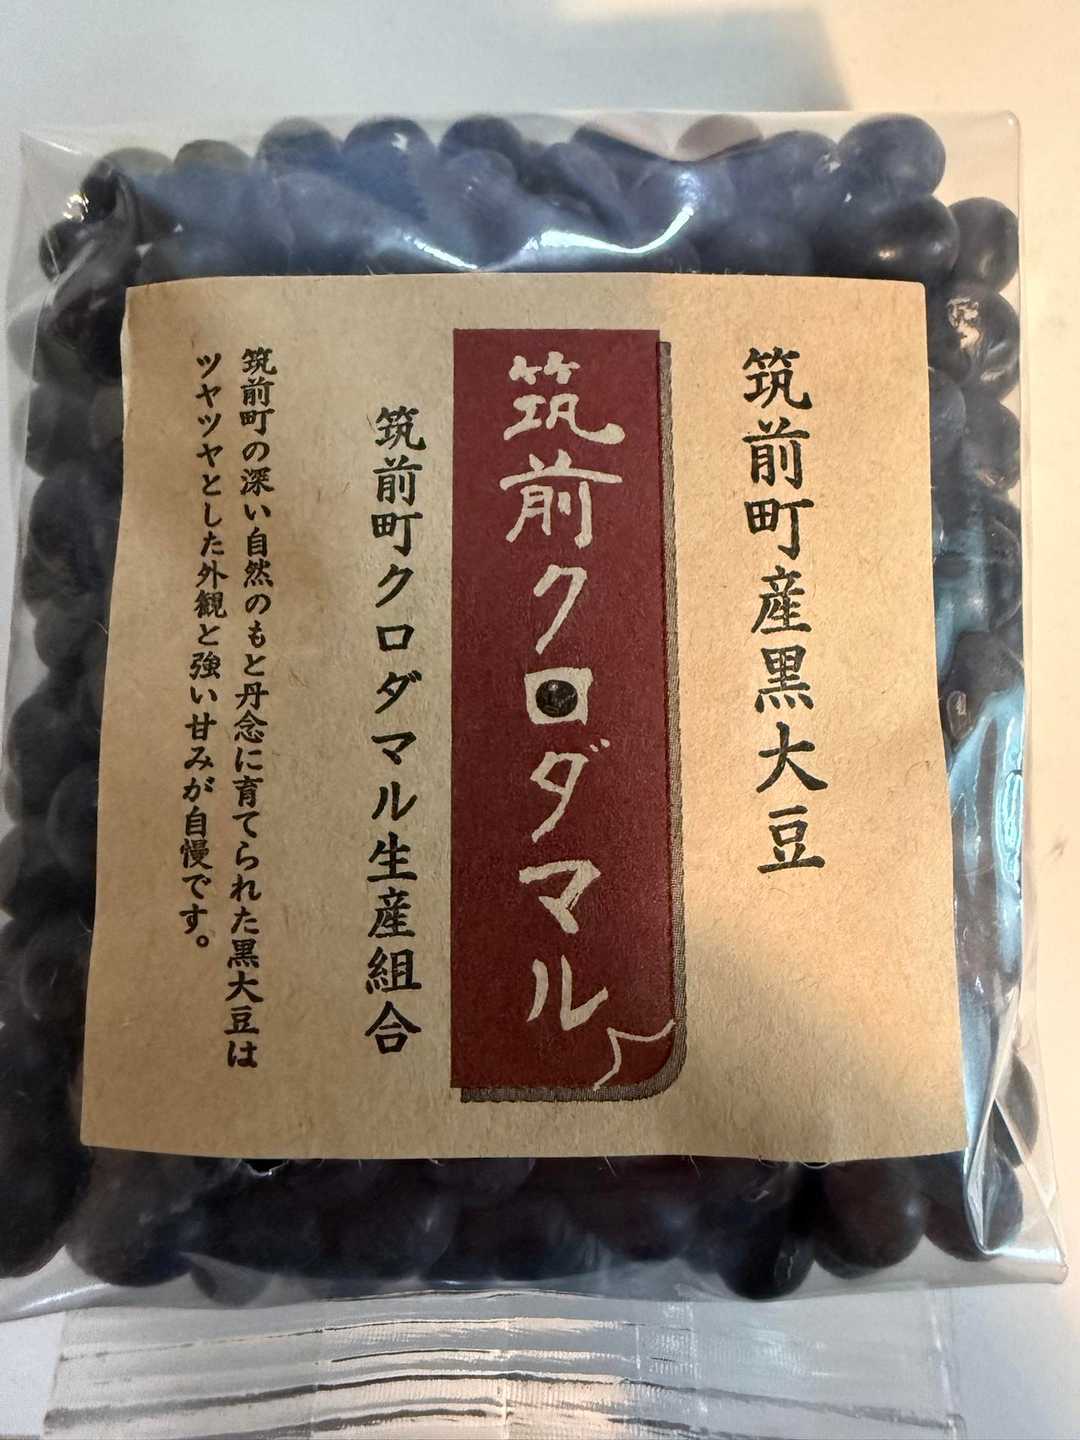 筑前町産黒大豆
筑前クロダマル
筑前町クロダマル生産組合
筑前町の深い自然のもと丹念に育てられた黒大豆は
ツヤツヤとした外観と強い甘みが自慢です。